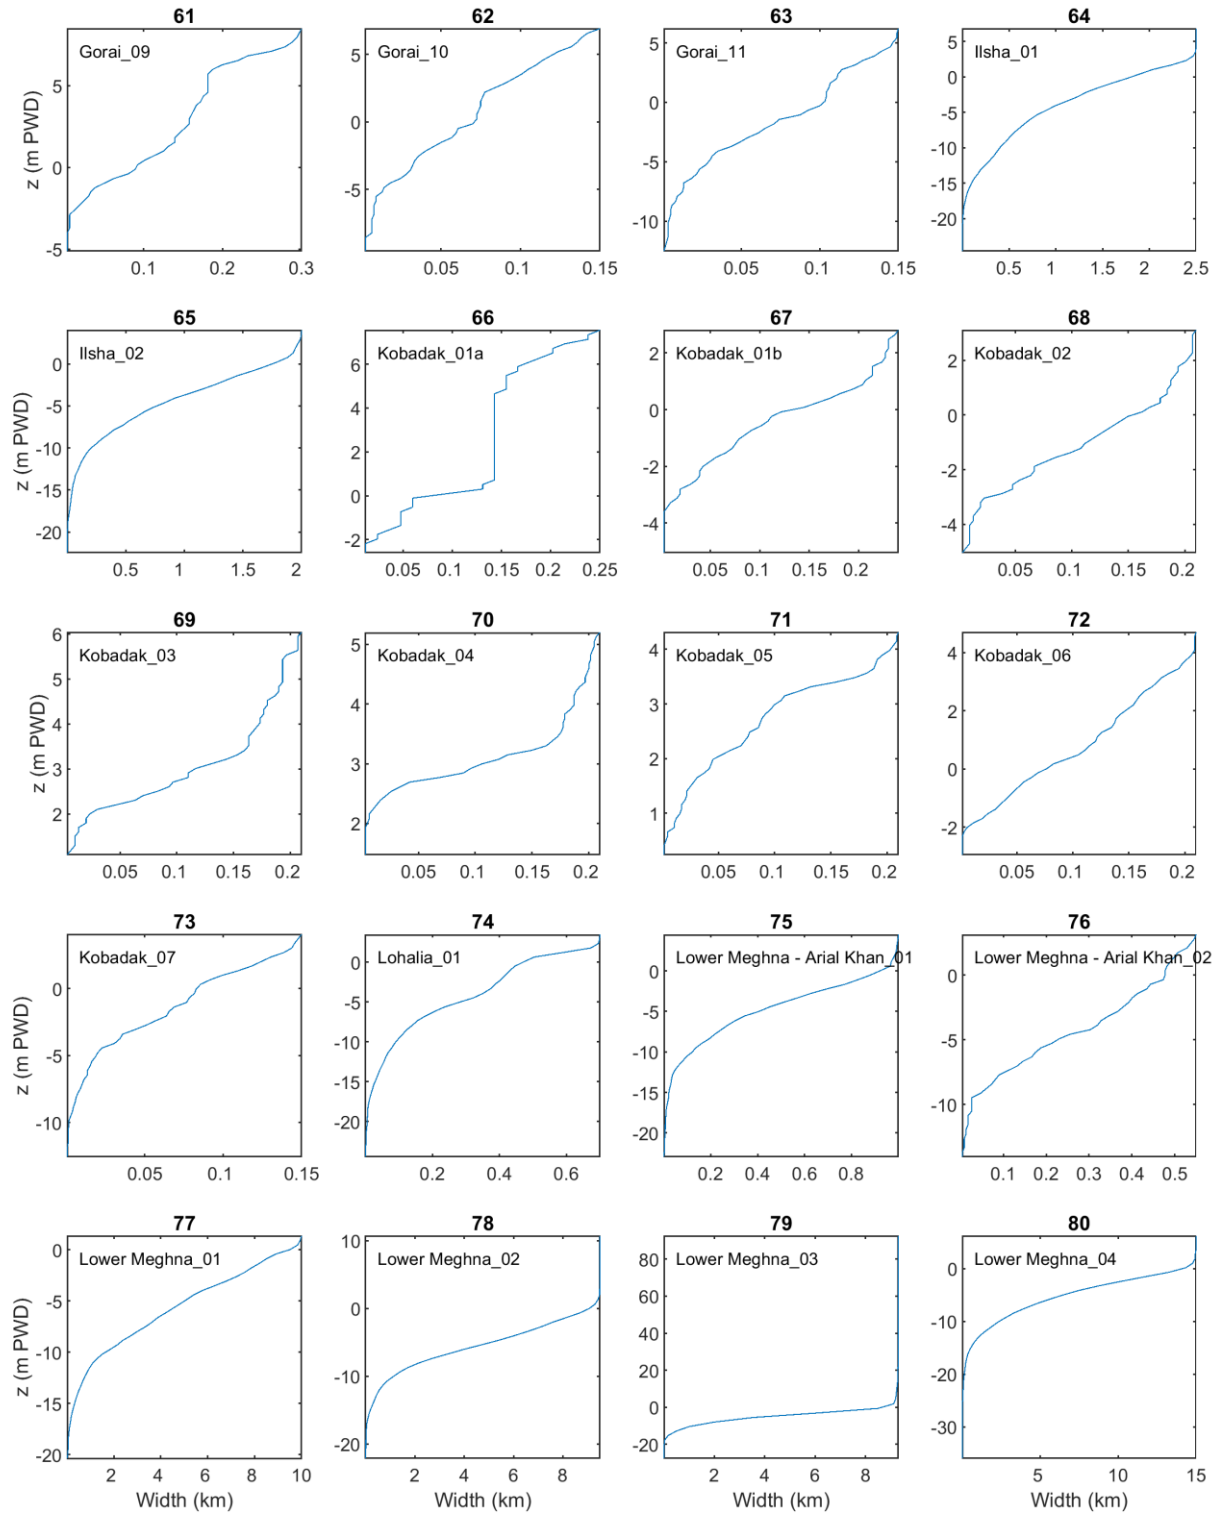 61 62 63 64
Gorai_09 Gorai_10 Gorai_11 Ilsha_01
z (m PWD)
5 0 -5
5 0 -5
5 0 -5 -10
5 0 -5 -10 -15 -20
0.1 0.2 0.3
0.05 0.1 0.15
0.05 0.1 0.15
0.5 1 1.5 2 2.5
65 66 67 68
Ilsha_02 Kobadak_01a Kobadak_01b Kobadak_02
z (m PWD)
0 -5 -10 -15 -20
6 4 2 0 -2
2 0 -2 -4
2 0 -2 -4
0.5 1 1.5 2
0.05 0.1 0.15 0.2 0.25
0.05 0.1 0.15 0.2
0.05 0.1 0.15 0.2
69 70 71 72
Kobadak_03 Kobadak_04 Kobadak_05 Kobadak_06
z (m PWD)
6 5 4 3 2
5 4 3 2
4 3 2 1
4 2 0 -2
0.05 0.1 0.15 0.2
0.05 0.1 0.15 0.2
0.05 0.1 0.15 0.2
0.05 0.1 0.15 0.2
73 74 75 76
Kobadak_07 Lohalia_01 Lower Meghna - Arial Khan_01 Lower Meghna - Arial Khan_02
z (m PWD)
0 -5 -10
0 -5 -10 -15 -20
0 -5 -10 -15 -20
0 -5 -10
0.05 0.1 0.15
0.2 0.4 0.6
0.2 0.4 0.6 0.8
0.1 0.2 0.3 0.4 0.5
77 78 79 80
Lower Meghna_01 Lower Meghna_02 Lower Meghna_03 Lower Meghna_04
z (m PWD)
0 -5 -10 -15 -20
10 0 -10 -20
80 60 40 20 0 -20
0 -10 -20 -30
2 4 6 8 10
2 4 6 8
2 4 6 8
5 10 15
Width (km) Width (km) Width (km) Width (km)